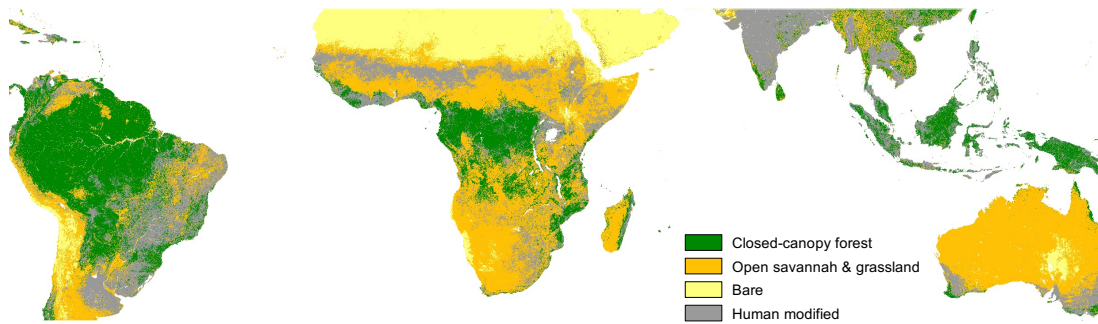 Closed-canopy forest
Open savannah & grassland
Bare
Human modified